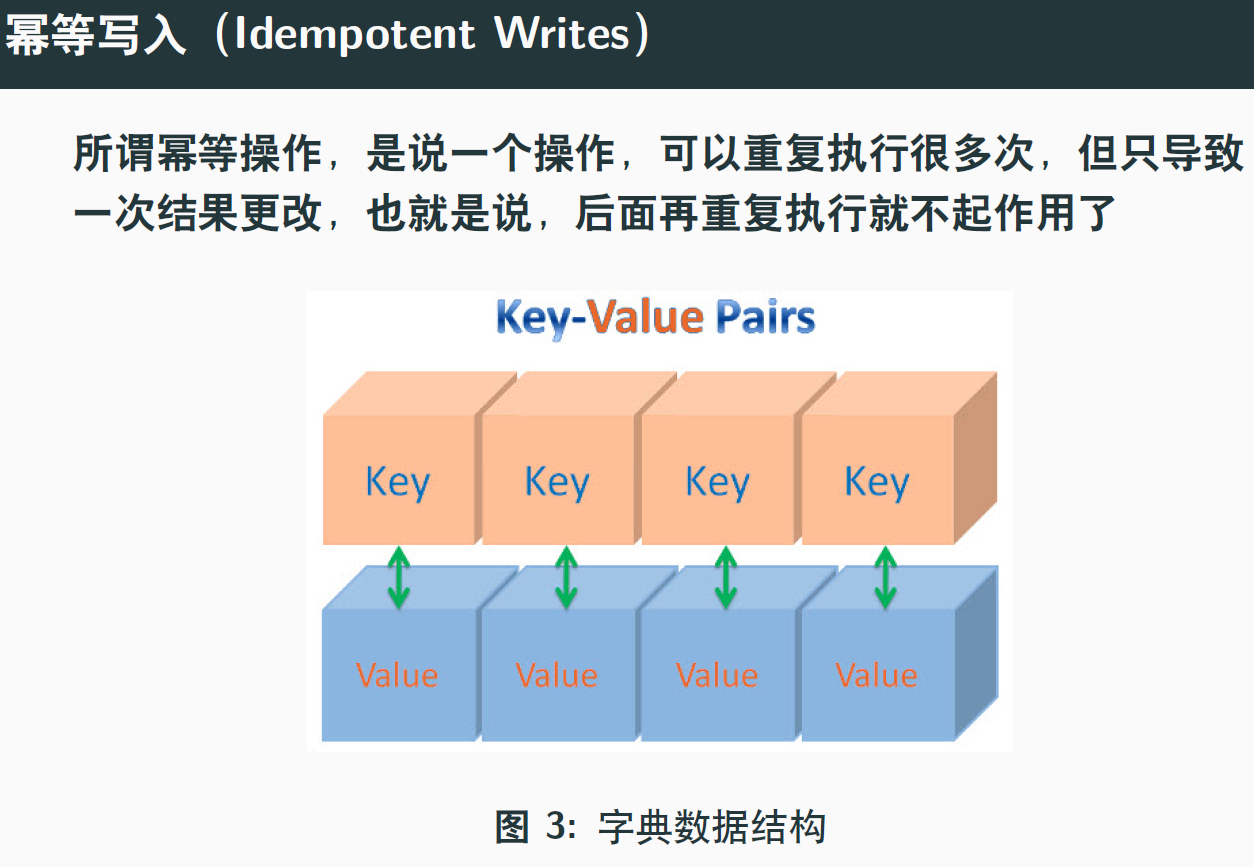 幂等写入（Idempotent Writes）
所谓幂等操作，是说一个操作，可以重复执行很多次，但只导致
一次结果更改，也就是说，后面再重复执行就不起作用了
Key-Value Pairs
Key Key Key Key
Value Value Value Value
图 3: 字典数据结构